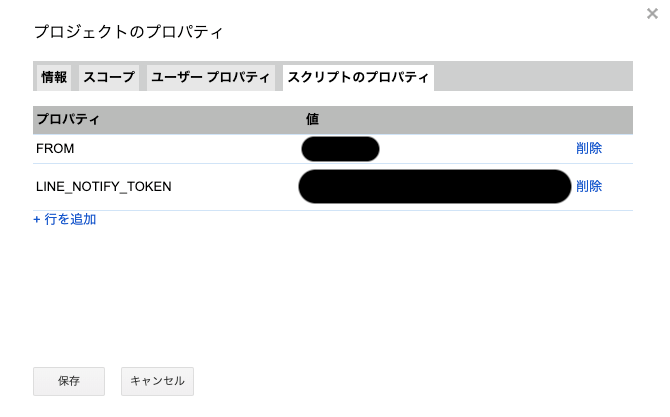 プロジェクトのプロパティ
情報 スコープ ユーザー プロパティ スクリプトのプロパティ
プロパティ 値
FROM 削除
LINE_NOTIFY_TOKEN 削除
+ 行を追加
保存 キャンセル